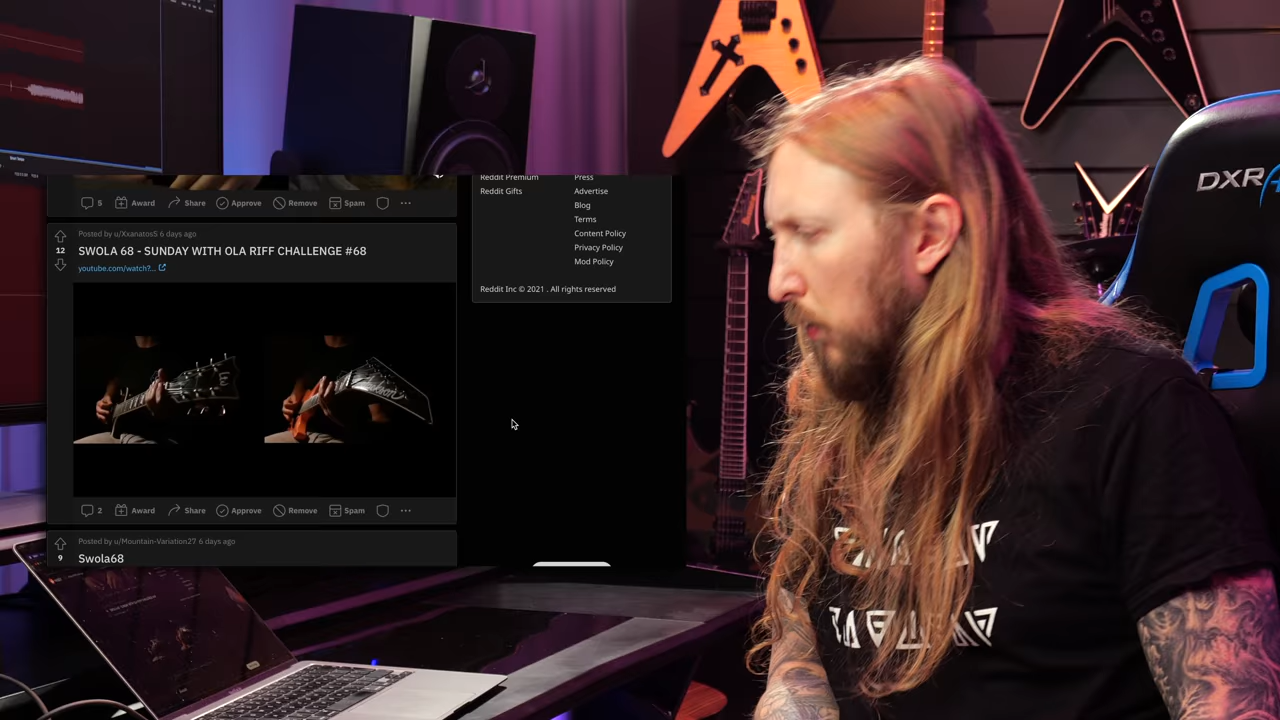 DXR
Reddit Premium
Press
Reddit Gifts
Advertise
Blog
Terms
Content Policy
Privacy Policy
Mod Policy
Reddit Inc © 2021 . All rights reserved
5 Award Share Approve Remove Spam
Posted by u/XxanatosS 6 days ago
12
SWOLA 68 - SUNDAY WITH OLA RIFF CHALLENGE #68
youtube.com/watch?...
2 Award Share Approve Remove Spam
Posted by u/Mountain-Variation27 6 days ago
9
Swola68